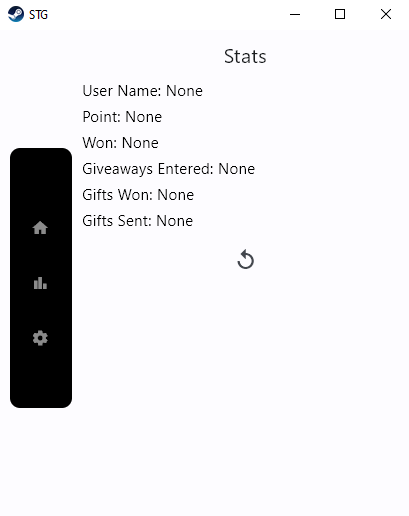 STG
Stats
User Name: None
Point: None
Won: None
Giveaways Entered: None
Gifts Won: None
Gifts Sent: None